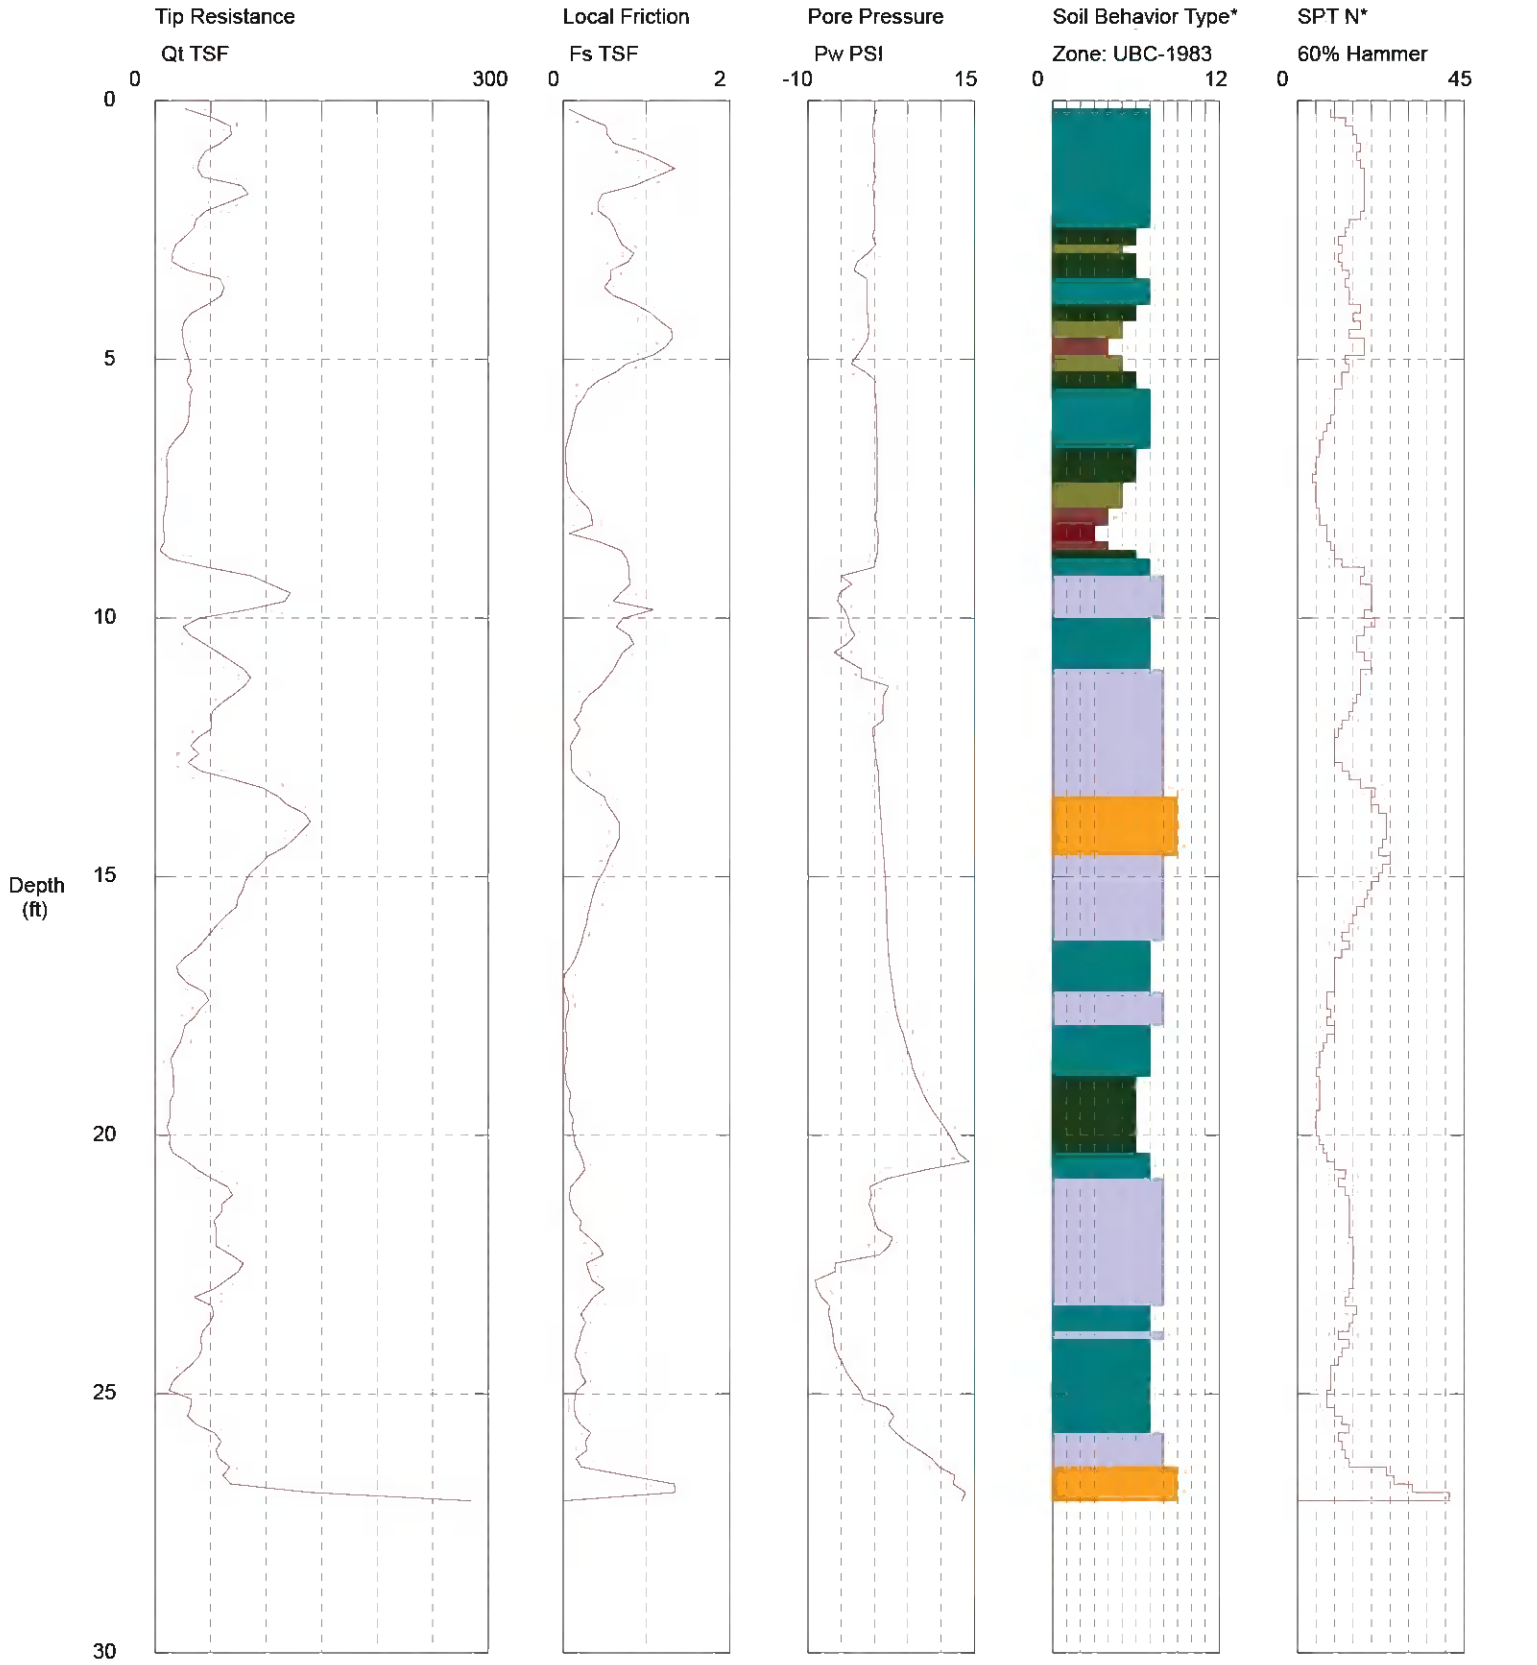 Tip Resistance Local Friction Pore Pressure Soil Behavior Type* SPT N*
Qt TSF Fs TSF Pw PSI Zone: UBC-1983 60% Hammer
0 300 0 2 -10 15 0 12 0 45
0
5
10
15
Depth
(ft)
20
25
30